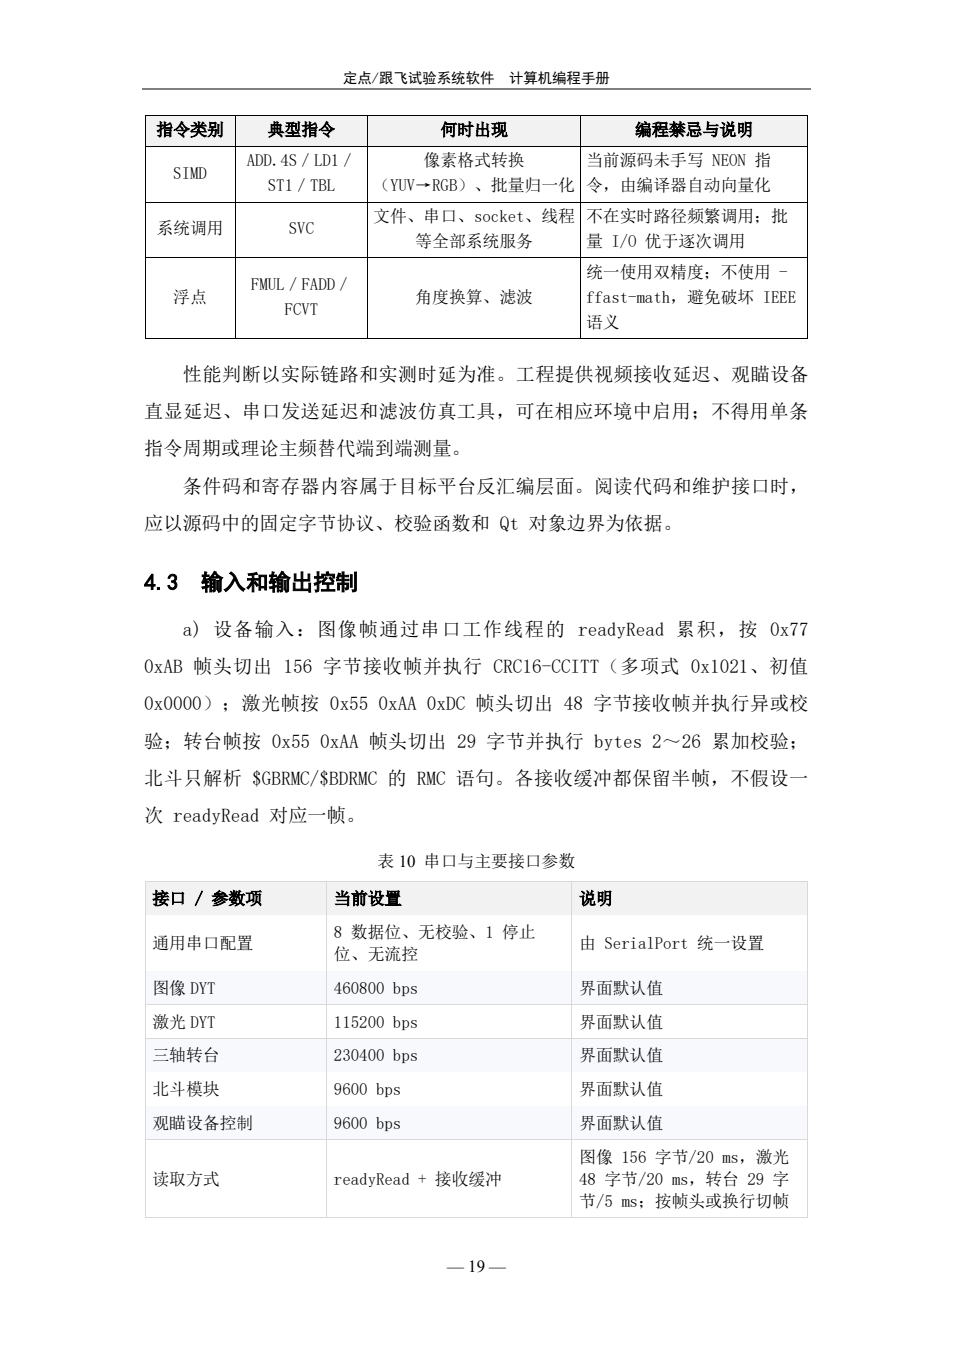 定点/跟飞试验系统软件 计算机编程手册
指令类别 典型指令 何时出现 编程禁忌与说明
SIMD
ADD.4S / LD1 /
ST1 / TBL
像素格式转换
（YUV→RGB）、批量归一化
当前源码未手写 NEON 指
令，由编译器自动向量化
系统调用
SVC
文件、串口、socket、线程
等全部系统服务
不在实时路径频繁调用；批
量 I/O 优于逐次调用
浮点
FMUL / FADD /
FCVT
角度换算、滤波
统一使用双精度；不使用 -
ffast-math，避免破坏 IEEE
语义
性能判断以实际链路和实测时延为准。工程提供视频接收延迟、观瞄设备
直显延迟、串口发送延迟和滤波仿真工具，可在相应环境中启用；不得用单条
指令周期或理论主频替代端到端测量。
条件码和寄存器内容属于目标平台反汇编层面。阅读代码和维护接口时，
应以源码中的固定字节协议、校验函数和 Qt 对象边界为依据。
4.3 输入和输出控制
a) 设备输入：图像帧通过串口工作线程的 readyRead 累积，按 0x77
0xAB 帧头切出 156 字节接收帧并执行 CRC16-CCITT（多项式 0x1021、初值
0x0000）；激光帧按 0x55 0xAA 0xDC 帧头切出 48 字节接收帧并执行异或校
验；转台帧按 0x55 0xAA 帧头切出 29 字节并执行 bytes 2～26 累加校验；
北斗只解析 $GBRMC/$BDRMC 的 RMC 语句。各接收缓冲都保留半帧，不假设一
次 readyRead 对应一帧。
表 10 串口与主要接口参数
接口 / 参数项 当前设置 说明
通用串口配置
8 数据位、无校验、1 停止
位、无流控
由 SerialPort 统一设置
图像 DYT 460800 bps 界面默认值
激光 DYT 115200 bps 界面默认值
三轴转台 230400 bps 界面默认值
北斗模块 9600 bps 界面默认值
观瞄设备控制 9600 bps 界面默认值
读取方式
readyRead + 接收缓冲
图像 156 字节/20 ms，激光
48 字节/20 ms，转台 29 字
节/5 ms；按帧头或换行切帧
— 19 —